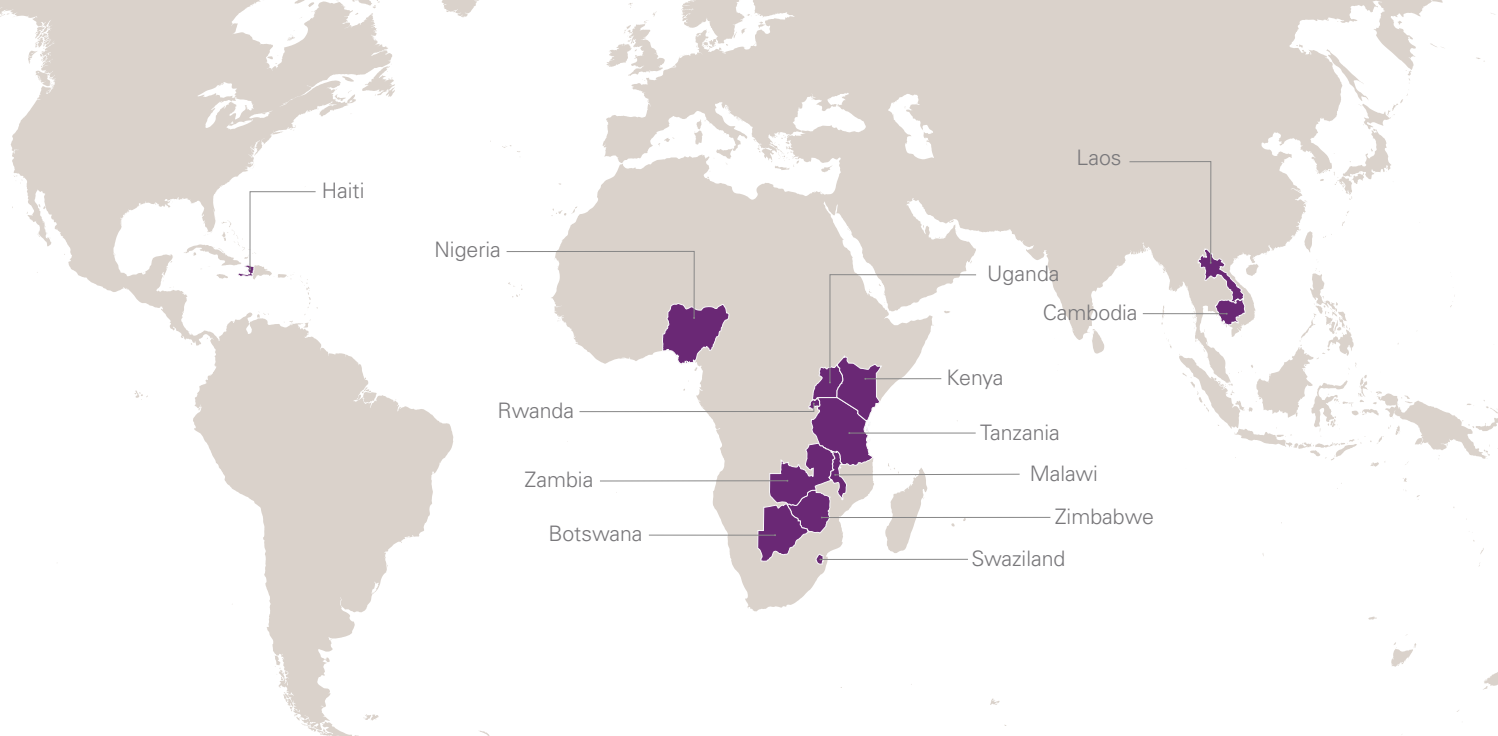 Laos
Haiti
Nigeria
Uganda
Cambodia
Kenya
Rwanda
Tanzania
Zambia
Malawi
Zimbabwe
Botswana
Swaziland